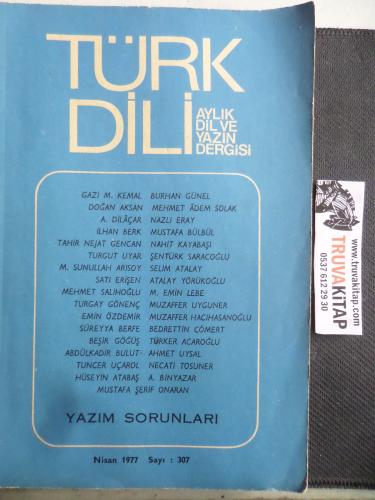 TÜRK
DİLİ
AYLIK
DİL VE
YAZIN
DERGİSİ
GAZİ M. KEMAL BURHAN GÜNEL
DOĞAN AKSAN MEHMET ÂDEM SOLAK
A. DİLÂÇAR NAZLI ERAY
İLHAN BERK MUSTAFA BÜLBÜL
TAHİR NEJAT GENCAN NAHİT KAYABAŞI
TURGUT UYAR ŞENTÜRK SARACOĞLU
M. SUNULLAH ARISOY SELİM ATALAY
SATI ERİŞEN ATALAY YÖRÜKOĞLU
MEHMET SALİHOĞLU M. EMİN LEBE
TURGAY GÖNENÇ MUZAFFER UYGUNER
EMİN ÖZDEMİR MUZAFFER HACIHASANOĞLU
SÜREYYA BERFE BEDRETTİN CÖMERT
BEŞİR GÖĞÜŞ TÜRKER ACAROĞLU
ABDÜLKADİR BULUT- AHMET UYSAL
TUNCER UÇAROL NECATİ TOSUNER
HÜSEYİN ATABAŞ A. BİNYAZAR
MUSTAFA ŞERİF ONARAN
YAZIM SORUNLARI
Nisan 1977 Sayı : 307
www.truvakitap.com
TRUVAKİTAP
0537 612 29 30